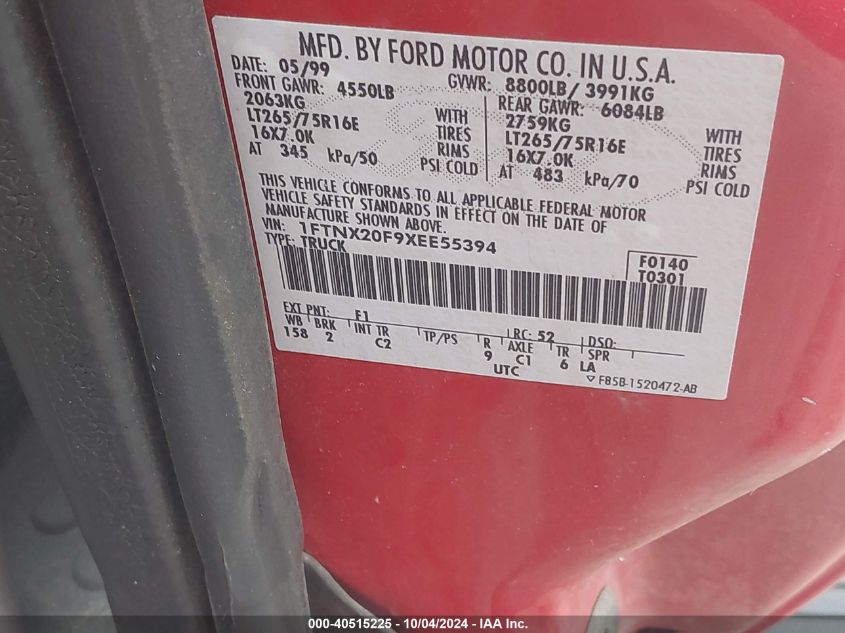 MFD. BY FORD MOTOR CO. IN U.S.A.
DATE: 05/99 GVWR: 8800LB/ 3991KG
FRONT GAWR: 4550LB REAR GAWR: 6084LB
2063KG WITH 2759KG WITH
LT265/75R16E TIRES LT265/75R16E TIRES
16X7.0K RIMS 16X7.0K RIMS
AT 345 kPa/50 PSI COLD AT 483 kPa/70 PSI COLD
THIS VEHICLE CONFORMS TO ALL APPLICABLE FEDERAL MOTOR
VEHICLE SAFETY STANDARDS IN EFFECT ON THE DATE OF
MANUFACTURE SHOWN ABOVE.
VIN: 1FTNX20F9XEE55394
TYPE: TRUCK
F0140
T0301
EXT PNT: F1 RC: 52 DSO:
WB BRK INT TR TP/PS R AXLE TR SPR
158 2 C2 9 C1 6 LA
UTC
▽ F85B-1520472-AB
000-40515225 - 10/04/2024 - IAA Inc.